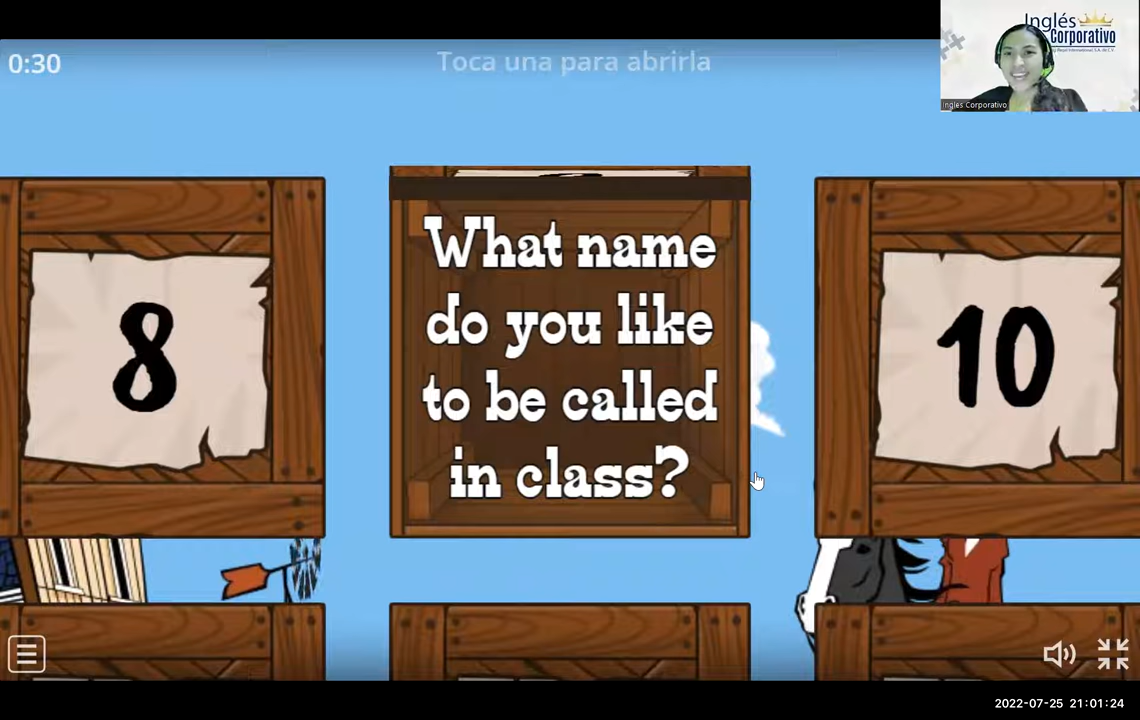 0:30
Toca una para abrirla
Inglés
Corporativo
Ingles Corporativo
8
What name
do you like
to be called
in class?
10
2022-07-25 21:01:24